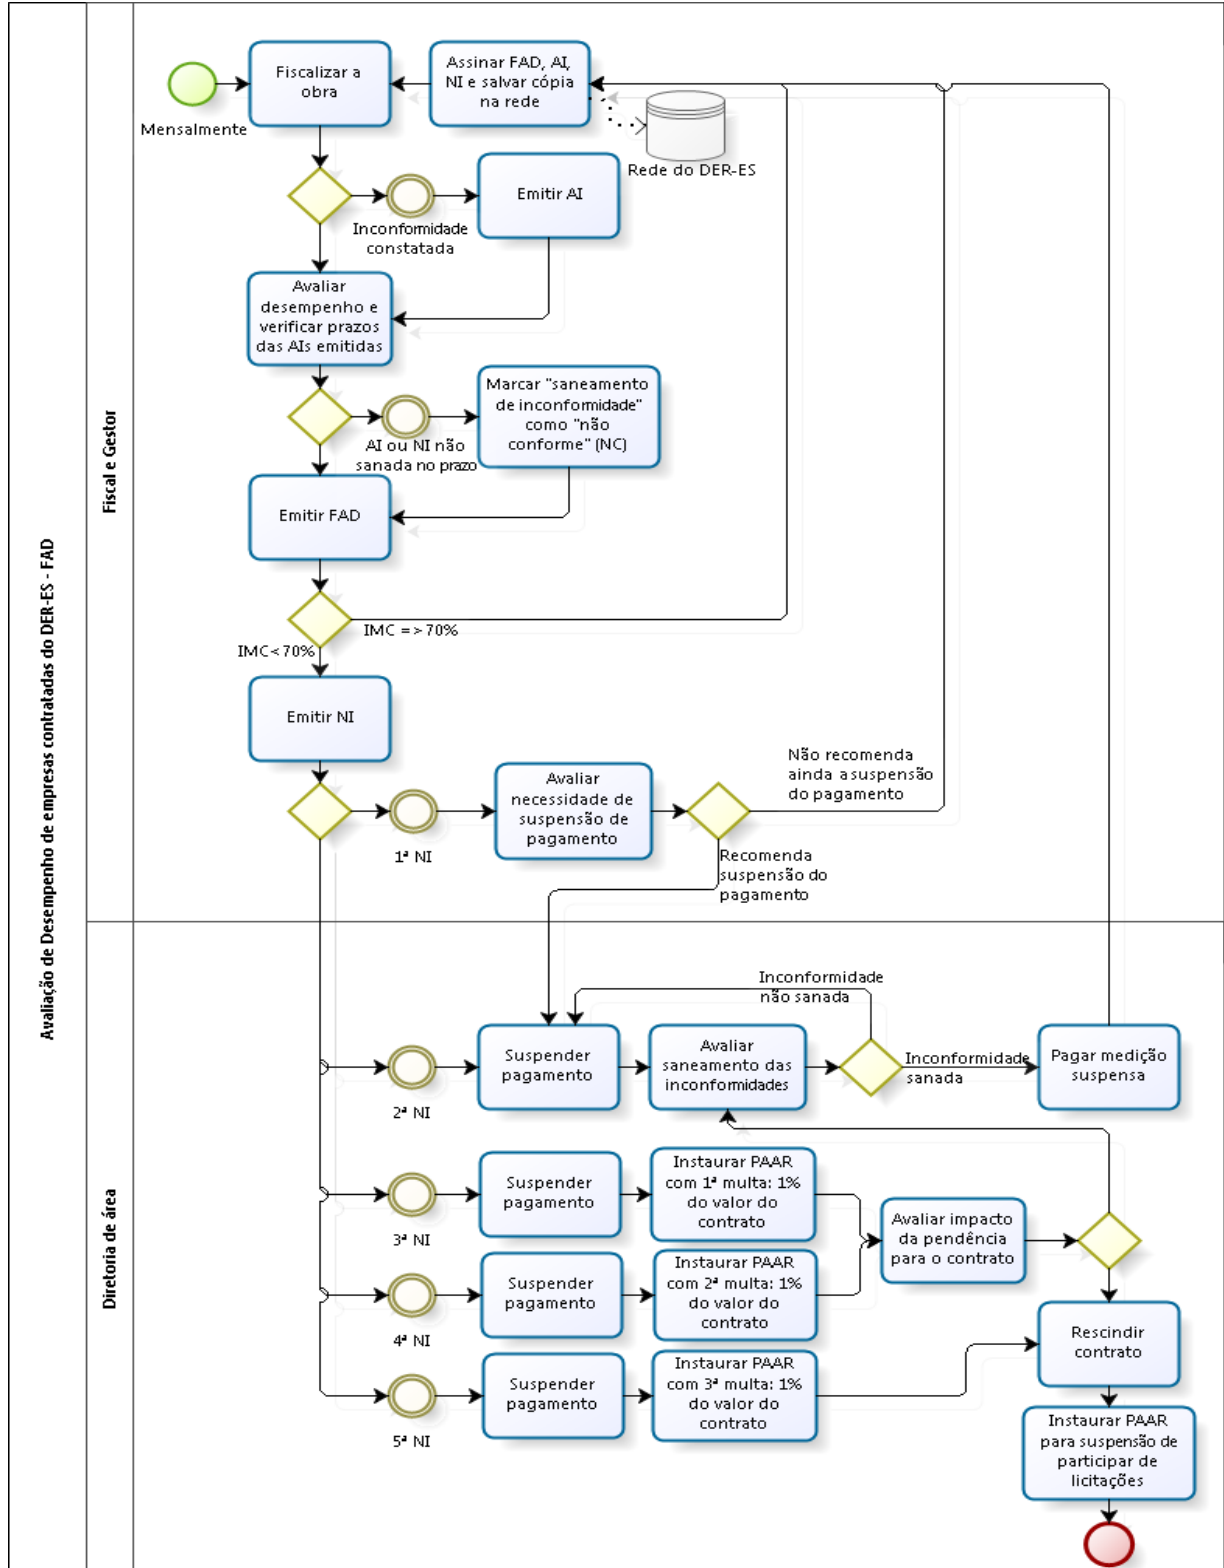 Avaliação de Desempenho de empresas contratadas do DER-ES - FAD
Fiscal e Gestor
Mensalmente
Fiscalizar a
obra
Assinar FAD, AI,
NI e salvar cópia
na rede
Rede do DER-ES
Inconformidade
constatada
Emitir AI
Avaliar
desempenho e
verificar prazos
das AIs emitidas
AI ou NI não
sanada no prazo
Marcar "saneamento
de inconformidade"
como "não
conforme" (NC)
Emitir FAD
IMC =>70%
IMC<70%
Emitir NI
1ª NI
Avaliar
necessidade de
suspensão de
pagamento
Não recomenda
ainda a suspensão
do pagamento
Recomenda
suspensão do
pagamento
Diretoria de área
Inconformidade
não sanada
2ª NI
Suspender
pagamento
Avaliar
saneamento das
inconformidades
Inconformidade
sanada
Pagar medição
suspensa
3ª NI
Suspender
pagamento
Instaurar PAAR
com 1ª multa: 1%
do valor do
contrato
Avaliar impacto
da pendência
para o contrato
4ª NI
Suspender
pagamento
Instaurar PAAR
com 2ª multa: 1%
do valor do
contrato
Rescindir
contrato
5ª NI
Suspender
pagamento
Instaurar PAAR
com 3ª multa: 1%
do valor do
contrato
Instaurar PAAR
para suspensão de
participar de
licitações